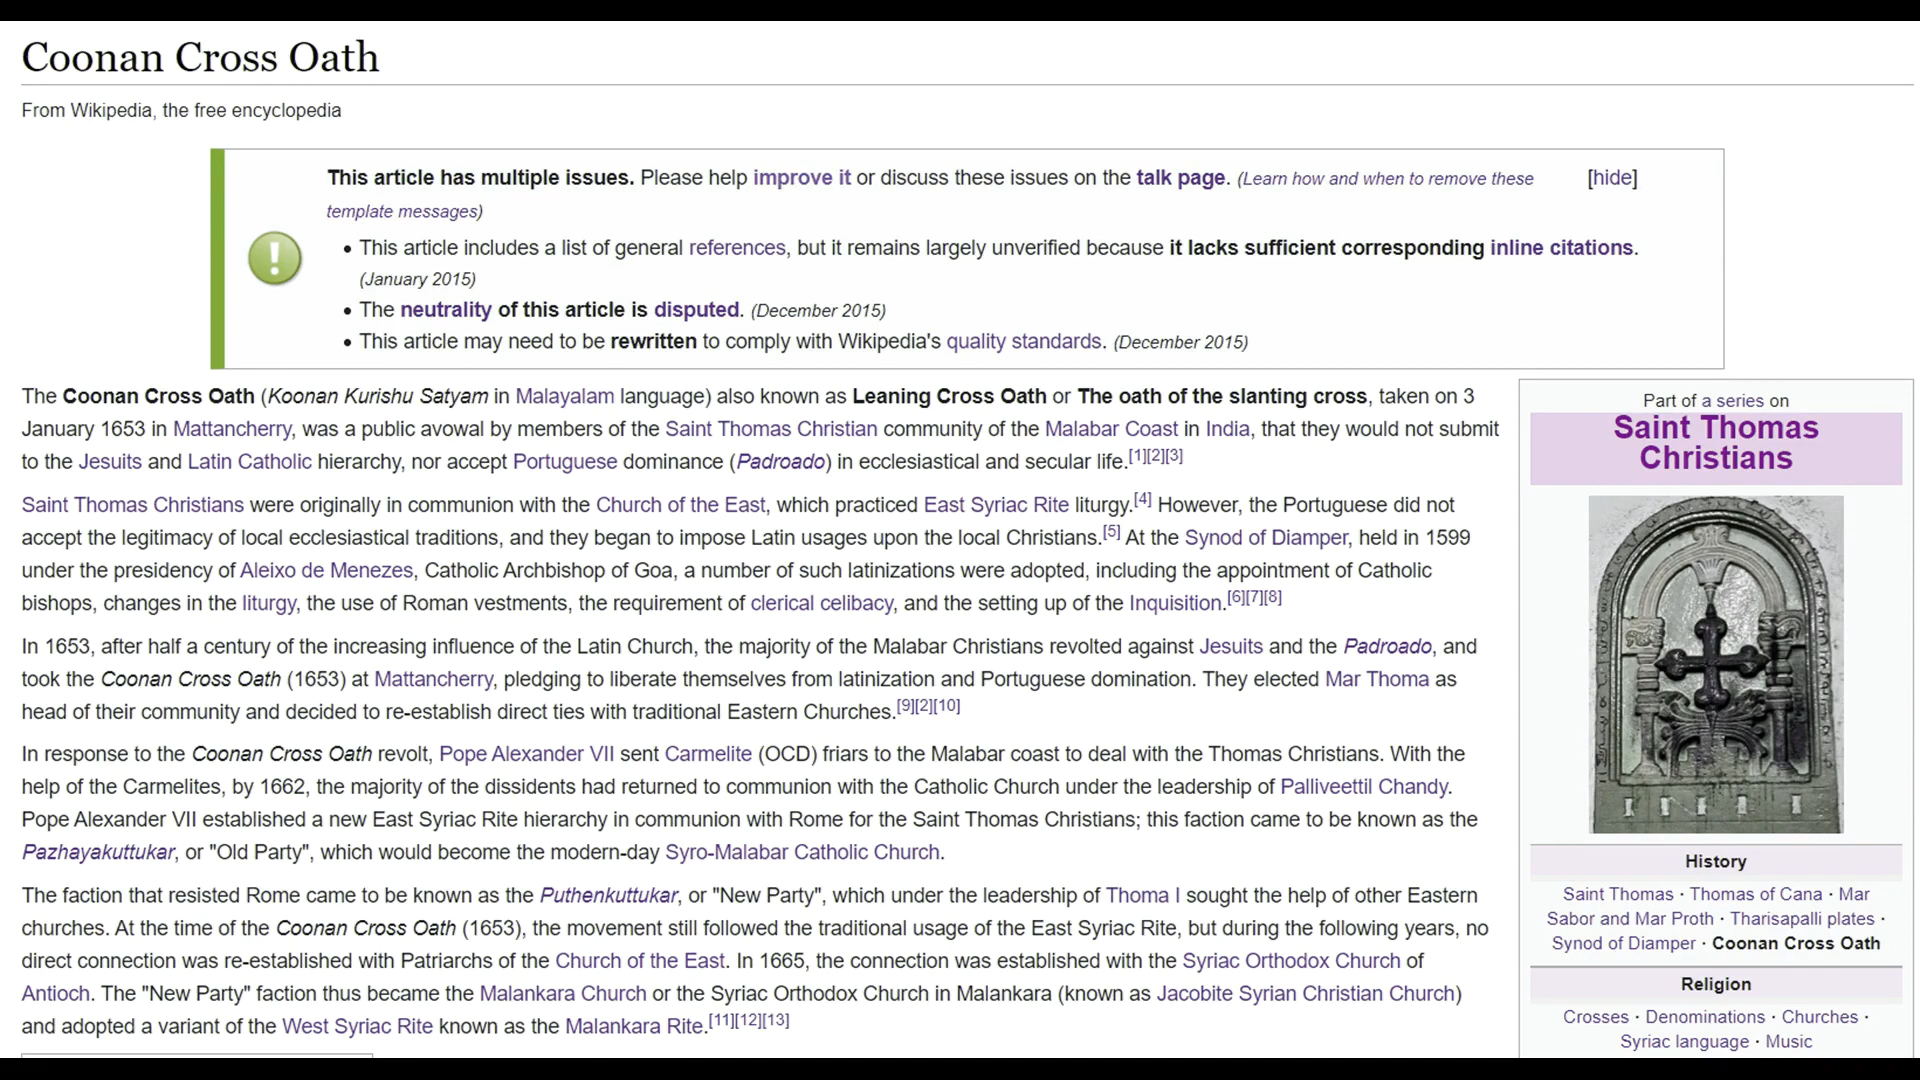 Coonan Cross Oath
From Wikipedia, the free encyclopedia
This article has multiple issues. Please help improve it or discuss these issues on the talk page. (Learn how and when to remove these
template messages)
[hide]
• This article includes a list of general references, but it remains largely unverified because it lacks sufficient corresponding inline citations.
(January 2015)
• The neutrality of this article is disputed. (December 2015)
• This article may need to be rewritten to comply with Wikipedia's quality standards. (December 2015)
The Coonan Cross Oath (Koonan Kurishu Satyam in Malayalam language) also known as Leaning Cross Oath or The oath of the slanting cross, taken on 3
January 1653 in Mattancherry, was a public avowal by members of the Saint Thomas Christian community of the Malabar Coast in India, that they would not submit
to the Jesuits and Latin Catholic hierarchy, nor accept Portuguese dominance (Padroado) in ecclesiastical and secular life.[1][2][3]
Saint Thomas Christians were originally in communion with the Church of the East, which practiced East Syriac Rite liturgy.[4] However, the Portuguese did not
accept the legitimacy of local ecclesiastical traditions, and they began to impose Latin usages upon the local Christians.[5] At the Synod of Diamper, held in 1599
under the presidency of Aleixo de Menezes, Catholic Archbishop of Goa, a number of such latinizations were adopted, including the appointment of Catholic
bishops, changes in the liturgy, the use of Roman vestments, the requirement of clerical celibacy, and the setting up of the Inquisition.[6][7][8]
In 1653, after half a century of the increasing influence of the Latin Church, the majority of the Malabar Christians revolted against Jesuits and the Padroado, and
took the Coonan Cross Oath (1653) at Mattancherry, pledging to liberate themselves from latinization and Portuguese domination. They elected Mar Thoma as
head of their community and decided to re-establish direct ties with traditional Eastern Churches.[9][2][10]
In response to the Coonan Cross Oath revolt, Pope Alexander VII sent Carmelite (OCD) friars to the Malabar coast to deal with the Thomas Christians. With the
help of the Carmelites, by 1662, the majority of the dissidents had returned to communion with the Catholic Church under the leadership of Palliveettil Chandy.
Pope Alexander VII established a new East Syriac Rite hierarchy in communion with Rome for the Saint Thomas Christians; this faction came to be known as the
Pazhayakuttukar, or "Old Party", which would become the modern-day Syro-Malabar Catholic Church.
The faction that resisted Rome came to be known as the Puthenkuttukar, or "New Party", which under the leadership of Thoma I sought the help of other Eastern
churches. At the time of the Coonan Cross Oath (1653), the movement still followed the traditional usage of the East Syriac Rite, but during the following years, no
direct connection was re-established with Patriarchs of the Church of the East. In 1665, the connection was established with the Syriac Orthodox Church of
Antioch. The "New Party" faction thus became the Malankara Church or the Syriac Orthodox Church in Malankara (known as Jacobite Syrian Christian Church)
and adopted a variant of the West Syriac Rite known as the Malankara Rite.[11][12][13]
Part of a series on
Saint Thomas
Christians
History
Saint Thomas · Thomas of Cana · Mar
Sabor and Mar Proth · Tharisapalli plates ·
Synod of Diamper · Coonan Cross Oath
Religion
Crosses · Denominations · Churches ·
Syriac language · Music